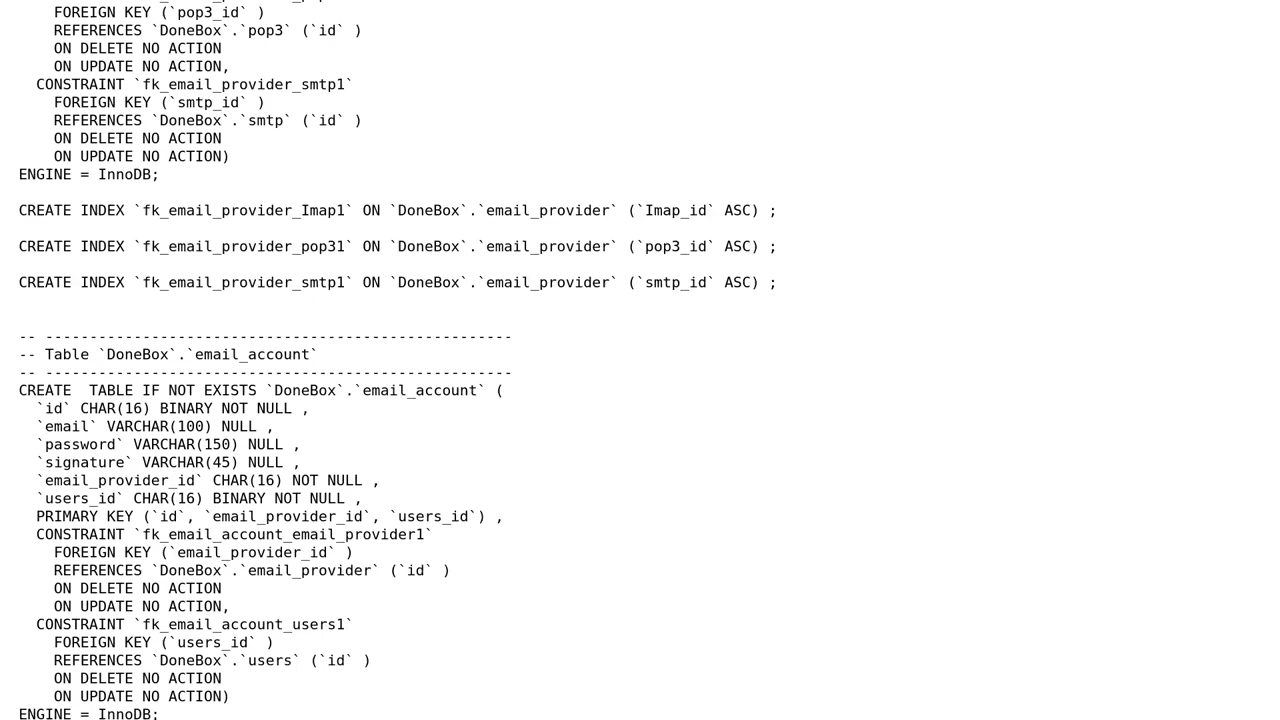 FOREIGN KEY (`pop3_id` )
    REFERENCES `DoneBox`.`pop3` (`id` )
    ON DELETE NO ACTION
    ON UPDATE NO ACTION,
  CONSTRAINT `fk_email_provider_smtp1`
    FOREIGN KEY (`smtp_id` )
    REFERENCES `DoneBox`.`smtp` (`id` )
    ON DELETE NO ACTION
    ON UPDATE NO ACTION)
ENGINE = InnoDB;

CREATE INDEX `fk_email_provider_Imap1` ON `DoneBox`.`email_provider` (`Imap_id` ASC) ;

CREATE INDEX `fk_email_provider_pop31` ON `DoneBox`.`email_provider` (`pop3_id` ASC) ;

CREATE INDEX `fk_email_provider_smtp1` ON `DoneBox`.`email_provider` (`smtp_id` ASC) ;


-- -----------------------------------------------------
-- Table `DoneBox`.`email_account`
-- -----------------------------------------------------
CREATE  TABLE IF NOT EXISTS `DoneBox`.`email_account` (
  `id` CHAR(16) BINARY NOT NULL ,
  `email` VARCHAR(100) NULL ,
  `password` VARCHAR(150) NULL ,
  `signature` VARCHAR(45) NULL ,
  `email_provider_id` CHAR(16) NOT NULL ,
  `users_id` CHAR(16) BINARY NOT NULL ,
  PRIMARY KEY (`id`, `email_provider_id`, `users_id`) ,
  CONSTRAINT `fk_email_account_email_provider1`
    FOREIGN KEY (`email_provider_id` )
    REFERENCES `DoneBox`.`email_provider` (`id` )
    ON DELETE NO ACTION
    ON UPDATE NO ACTION,
  CONSTRAINT `fk_email_account_users1`
    FOREIGN KEY (`users_id` )
    REFERENCES `DoneBox`.`users` (`id` )
    ON DELETE NO ACTION
    ON UPDATE NO ACTION)
ENGINE = InnoDB;